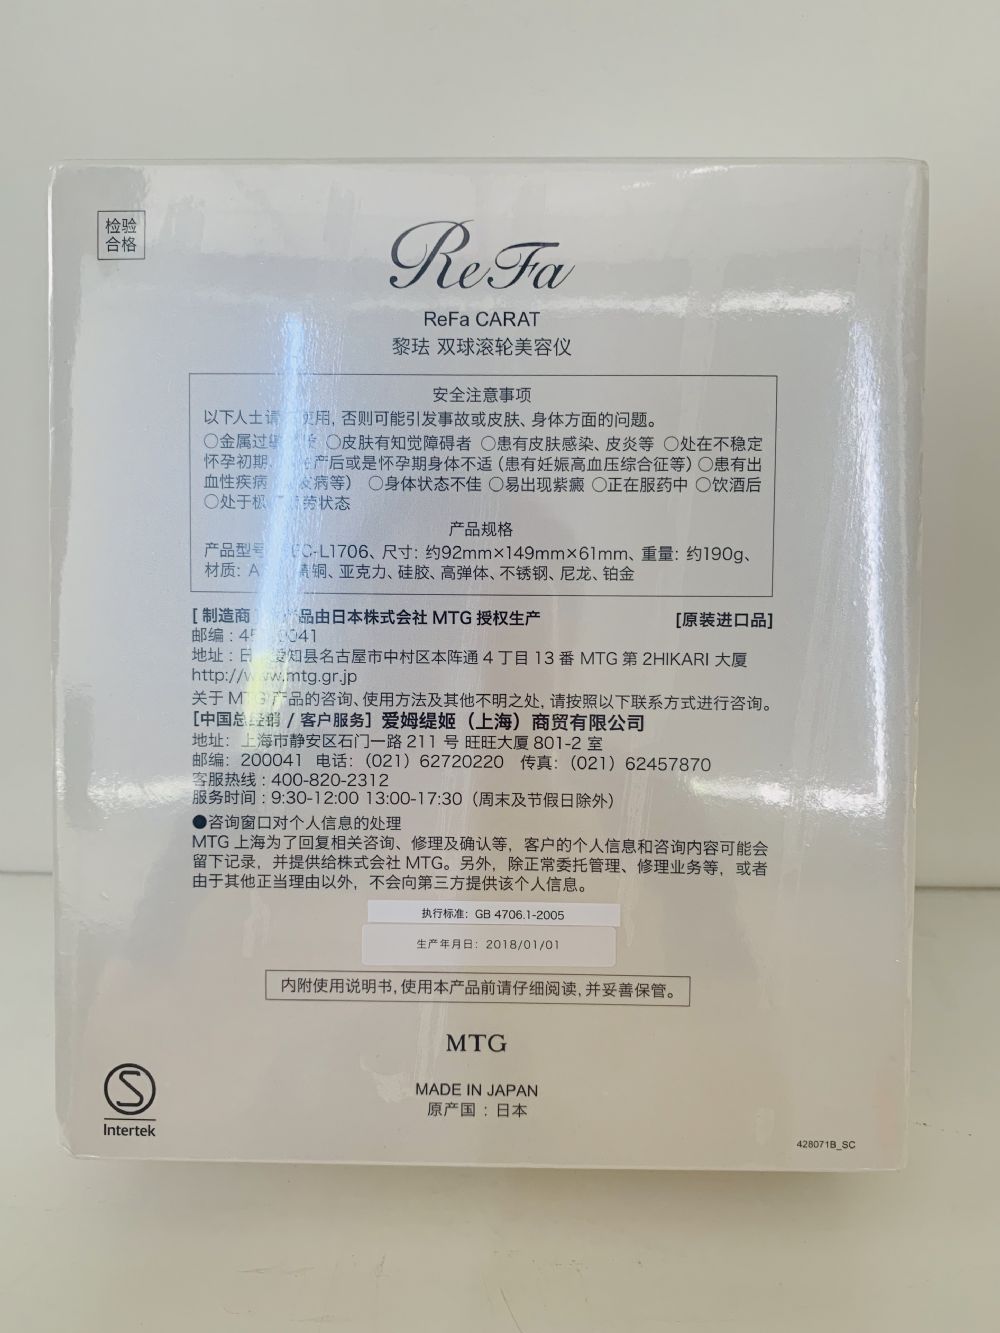 检验
合格
ReFa
ReFa CARAT
黎珐 双球滚轮美容仪
安全注意事项
以下人士请 使用, 否则可能引发事故或皮肤、身体方面的问题。
○金属过 ○皮肤有知觉障碍者 ○患有皮肤感染、皮炎等 ○处在不稳定
怀孕初期、 产后或是怀孕期身体不适 (患有妊娠高血压综合征等) ○患有出
血性疾病 病等) ○身体状态不佳 ○易出现紫癜 ○正在服药中 ○饮酒后
○处于极 劳状态
产品规格
产品型号 C-L1706、尺寸: 约92mm×149mm×61mm、重量: 约190g、
材质: A 黄铜、亚克力、硅胶、高弹体、不锈钢、尼龙、铂金
[ 制造商 产品由日本株式会社 MTG 授权生产 [原装进口品]
邮编 : 45 0041
地址 : 日 爱知县名古屋市中村区本阵通 4 丁目 13 番 MTG 第 2HIKARI 大厦
http://www.mtg.gr.jp
关于 MTG 产品的咨询、使用方法及其他不明之处, 请按照以下联系方式进行咨询。
[中国总经销 / 客户服务] 爱姆缇姬（上海）商贸有限公司
地址: 上海市静安区石门一路 211 号 旺旺大厦 801-2 室
邮编: 200041 电话:（021）62720220 传真:（021）62457870
客服热线 : 400-820-2312
服务时间 : 9:30-12:00 13:00-17:30（周末及节假日除外）
●咨询窗口对个人信息的处理
MTG 上海为了回复相关咨询、修理及确认等，客户的个人信息和咨询内容可能会
留下记录，并提供给株式会社 MTG。另外，除正常委托管理、修理业务等，或者
由于其他正当理由以外，不会向第三方提供该个人信息。
执行标准: GB 4706.1-2005
生产年月日: 2018/01/01
内附使用说明书, 使用本产品前请仔细阅读, 并妥善保管。
MTG
MADE IN JAPAN
原产国 : 日本
Intertek
428071B_SC